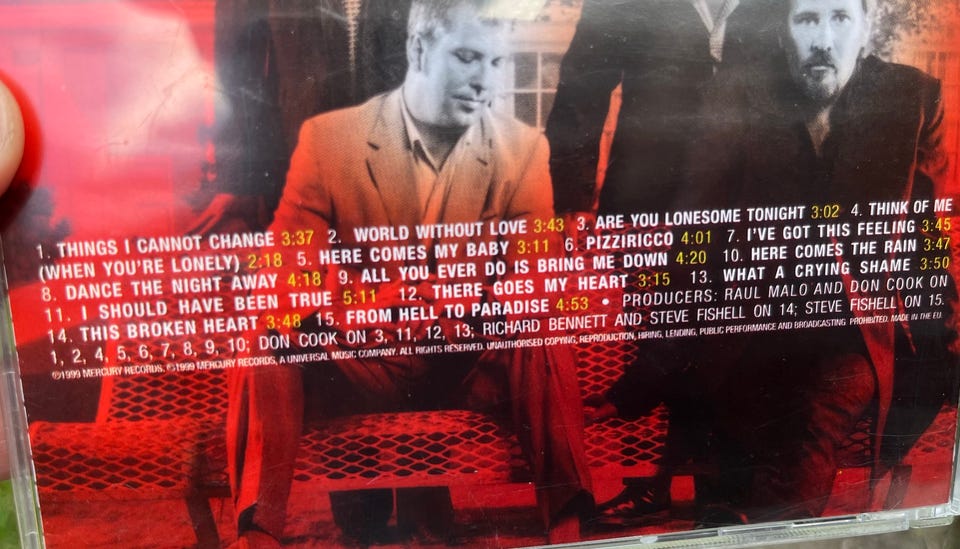 1. THINGS I CANNOT CHANGE 3:37 2. WORLD WITHOUT LOVE 3:43 3. ARE YOU LONESOME TONIGHT 3:02 4. THINK OF ME
(WHEN YOU'RE LONELY) 2:18 5. HERE COMES MY BABY 3:11 6. PIZZIRICCO 4:01 7. I'VE GOT THIS FEELING 3:45
8. DANCE THE NIGHT AWAY 4:18 9. ALL YOU EVER DO IS BRING ME DOWN 4:20 10. HERE COMES THE RAIN 3:47
11. I SHOULD HAVE BEEN TRUE 5:11 12. THERE GOES MY HEART 3:15 13. WHAT A CRYING SHAME 3:50
14. THIS BROKEN HEART 3:48 15. FROM HELL TO PARADISE 4:53 • PRODUCERS: RAUL MALO AND DON COOK ON
1, 2, 4, 5, 6, 7, 8, 9, 10; DON COOK ON 3, 11, 12, 13; RICHARD BENNETT AND STEVE FISHELL ON 14; STEVE FISHELL ON 15.
℗1999 MERCURY RECORDS, ©1999 MERCURY RECORDS, A UNIVERSAL MUSIC COMPANY. ALL RIGHTS RESERVED. UNAUTHORISED COPYING, REPRODUCTION, HIRING, LENDING, PUBLIC PERFORMANCE AND BROADCASTING PROHIBITED. MADE IN THE EU.